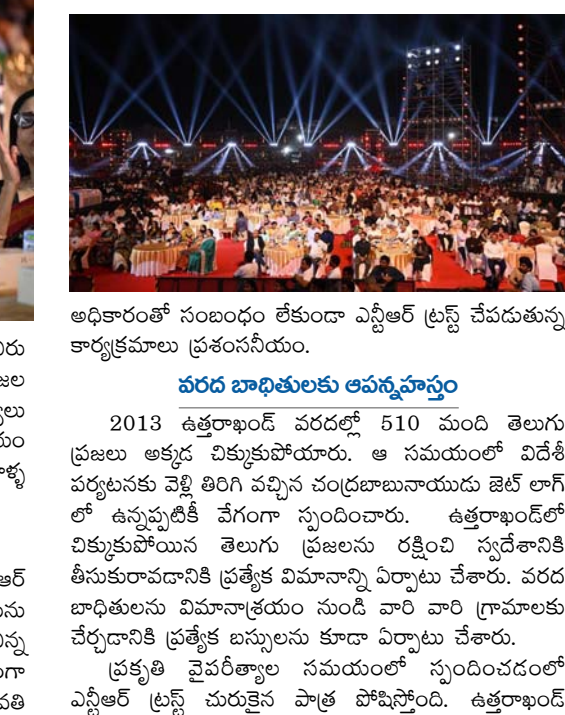 అధికారంతో సంబంధం లేకుండా ఎన్టీఆర్ ట్రస్ట్ చేపడుతున్న
కార్యక్రమాలు ప్రశంసనీయం.
వరద బాధితులకు ఆపన్నహస్తం
2013 ఉత్తరాఖండ్ వరదల్లో 510 మంది తెలుగు
ప్రజలు అక్కడ చిక్కుకుపోయారు. ఆ సమయంలో విదేశీ
పర్యటనకు వెళ్లి తిరిగి వచ్చిన చంద్రబాబునాయుడు జెట్ లాగ్
లో ఉన్నప్పటికీ వేగంగా స్పందించారు. ఉత్తరాఖండ్‌లో
చిక్కుకుపోయిన తెలుగు ప్రజలను రక్షించి స్వదేశానికి
తీసుకురావడానికి ప్రత్యేక విమానాన్ని ఏర్పాటు చేశారు. వరద
బాధితులను విమానాశ్రయం నుండి వారి వారి గ్రామాలకు
చేర్చడానికి ప్రత్యేక బస్సులను కూడా ఏర్పాటు చేశారు.
ప్రకృతి వైపరీత్యాల సమయంలో స్పందించడంలో
ఎన్టీఆర్ ట్రస్ట్ చురుకైన పాత్ర పోషిస్తోంది. ఉత్తరాఖండ్